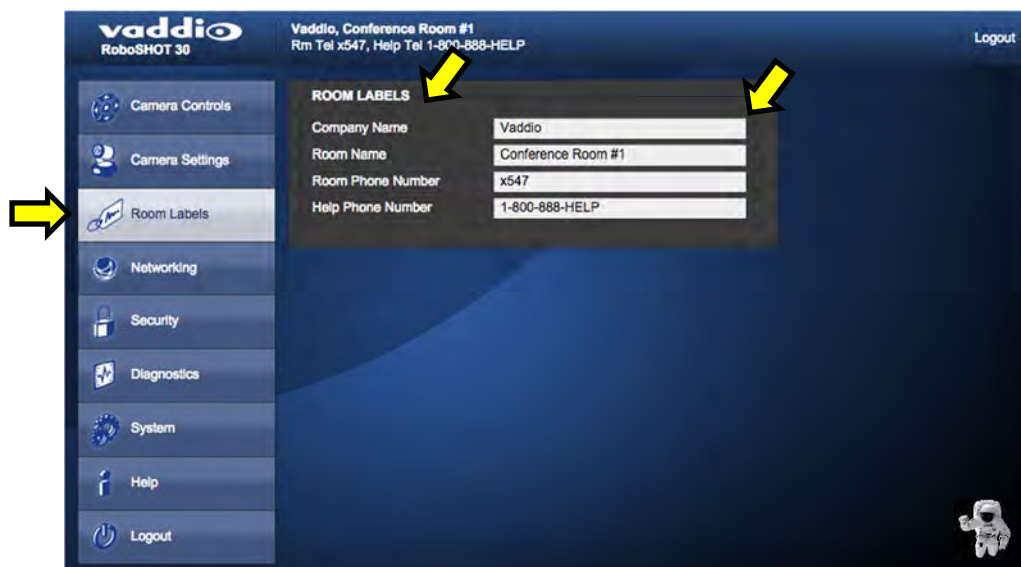 vaddio
RoboSHOT 30
Vaddio, Conference Room #1
Rm Tel x547, Help Tel 1-800-888-HELP
Logout
Camera Controls
Camera Settings
Room Labels
Networking
Security
Diagnostics
System
Help
Logout
ROOM LABELS
Company Name Vaddio
Room Name Conference Room #1
Room Phone Number x547
Help Phone Number 1-800-888-HELP